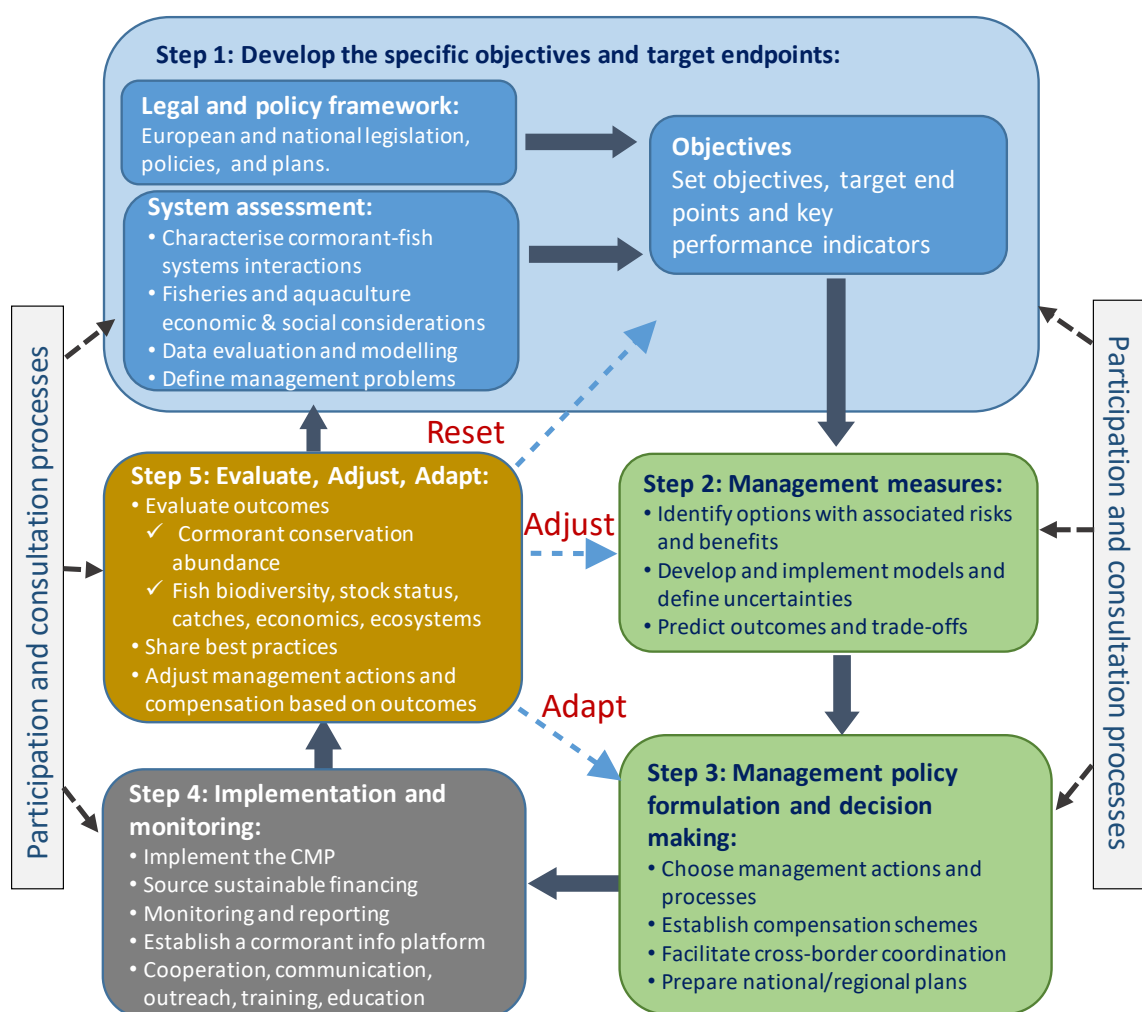 Step 1: Develop the specific objectives and target endpoints:
Legal and policy framework:
European and national legislation,
policies, and plans.
System assessment:
• Characterise cormorant-fish
systems interactions
• Fisheries and aquaculture
economic & social considerations
• Data evaluation and modelling
• Define management problems
Objectives
Set objectives, target end
points and key
performance indicators
Participation and consultation processes
Participation and consultation processes
Reset
Adjust
Adapt
Step 5: Evaluate, Adjust, Adapt:
• Evaluate outcomes
✓ Cormorant conservation
abundance
✓ Fish biodiversity, stock status,
catches, economics, ecosystems
• Share best practices
• Adjust management actions and
compensation based on outcomes
Step 2: Management measures:
• Identify options with associated risks
and benefits
• Develop and implement models and
define uncertainties
• Predict outcomes and trade-offs
Step 4: Implementation and
monitoring:
• Implement the CMP
• Source sustainable financing
• Monitoring and reporting
• Establish a cormorant info platform
• Cooperation, communication,
outreach, training, education
Step 3: Management policy
formulation and decision
making:
• Choose management actions and
processes
• Establish compensation schemes
• Facilitate cross-border coordination
• Prepare national/regional plans